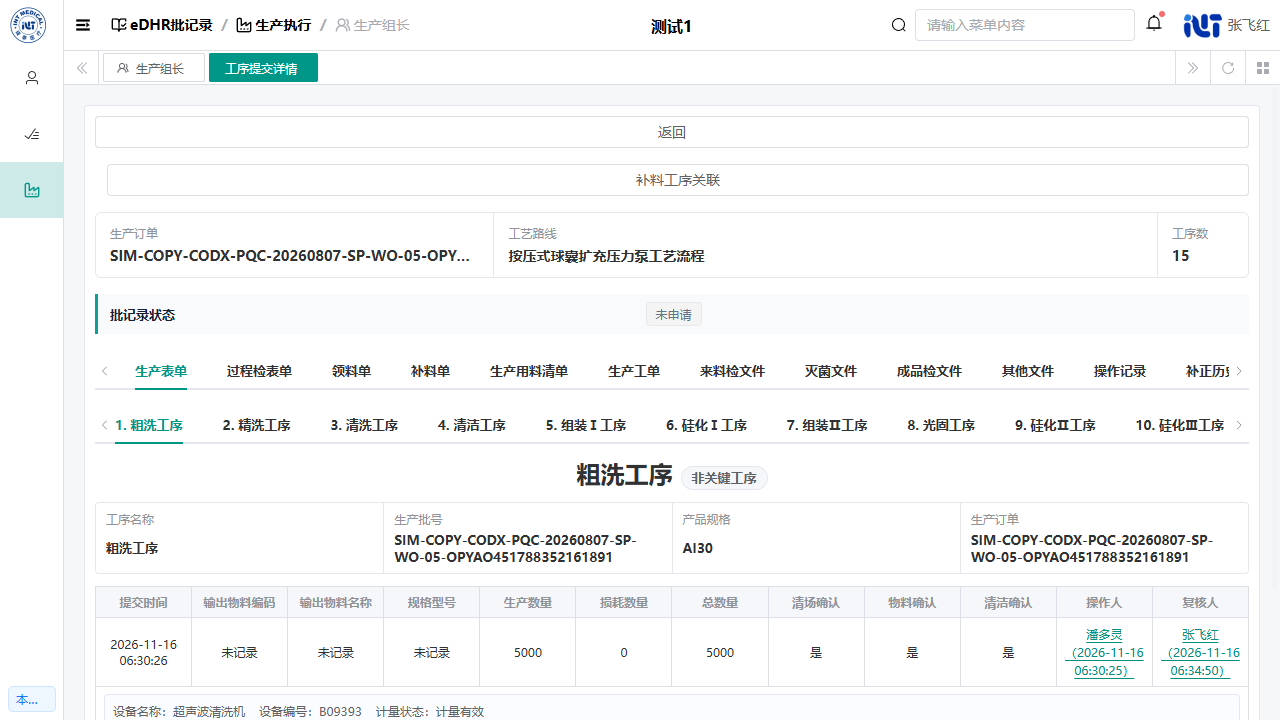 eDHR批记录 / 生产执行 / 生产组长
测试1
请输入菜单内容
张飞红
生产组长
工序提交详情
返回
补料工序关联
生产订单
SIM-COPY-CODX-PQC-20260807-SP-WO-05-OPY...
工艺路线
按压式球囊扩充压力泵工艺流程
工序数
15
批记录状态
未申请
生产表单 过程检表单 领料单 补料单 生产用料清单 生产工单 来料检文件 灭菌文件 成品检文件 其他文件 操作记录 补正历
1. 粗洗工序 2. 精洗工序 3. 清洗工序 4. 清洁工序 5. 组装Ⅰ工序 6. 硅化Ⅰ工序 7. 组装Ⅱ工序 8. 光固工序 9. 硅化Ⅱ工序 10. 硅化Ⅲ工序
粗洗工序 非关键工序
工序名称
粗洗工序
生产批号
SIM-COPY-CODX-PQC-20260807-SP-
WO-05-OPYAO451788352161891
产品规格
AI30
生产订单
SIM-COPY-CODX-PQC-20260807-SP-
WO-05-OPYAO451788352161891
提交时间 输出物料编码 输出物料名称 规格型号 生产数量 损耗数量 总数量 清场确认 物料确认 清洁确认 操作人 复核人
2026-11-16
06:30:26
未记录 未记录 未记录 5000 0 5000 是 是 是
潘多灵
（2026-11-16
06:30:25）
张飞红
（2026-11-16
06:34:50）
设备名称：超声波清洗机 设备编号：B09393 计量状态：计量有效
本...